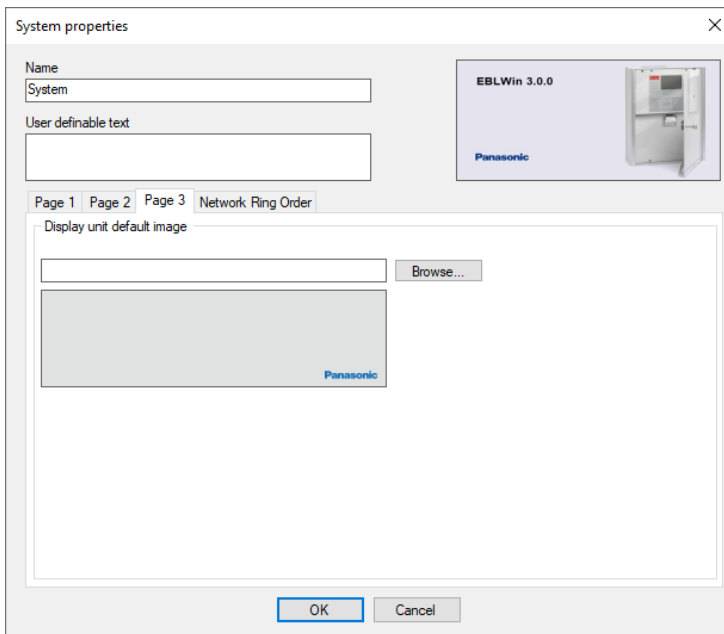 System properties
Name
System
User definable text
EBLWin 3.0.0
Panasonic
Page 1 Page 2 Page 3 Network Ring Order
Display unit default image
Browse...
Panasonic
OK Cancel